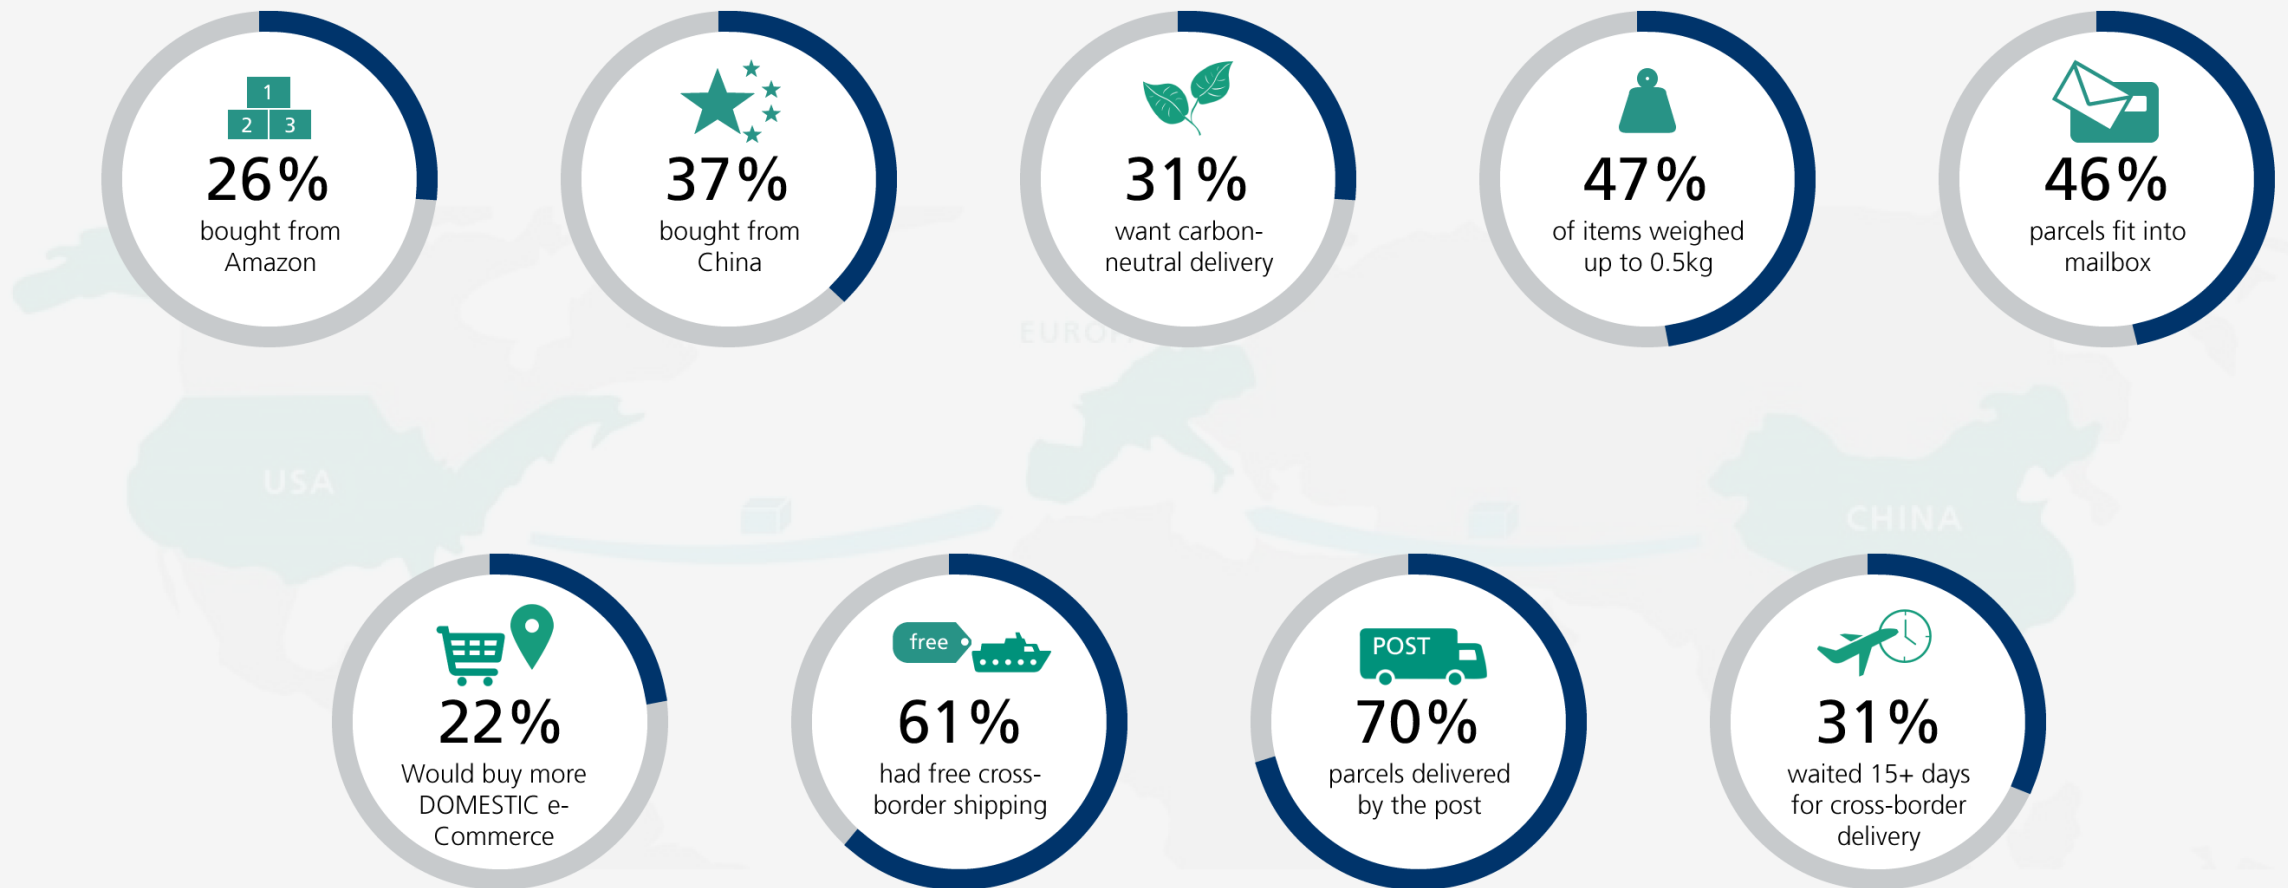 1
2 3
26%
bought from
Amazon
37%
bought from
China
31%
want carbon-
neutral delivery
47%
of items weighed
up to 0.5kg
46%
parcels fit into
mailbox
USA
CHINA
22%
Would buy more
DOMESTIC e-
Commerce
free
61%
had free cross-
border shipping
POST
70%
parcels delivered
by the post
31%
waited 15+ days
for cross-border
delivery